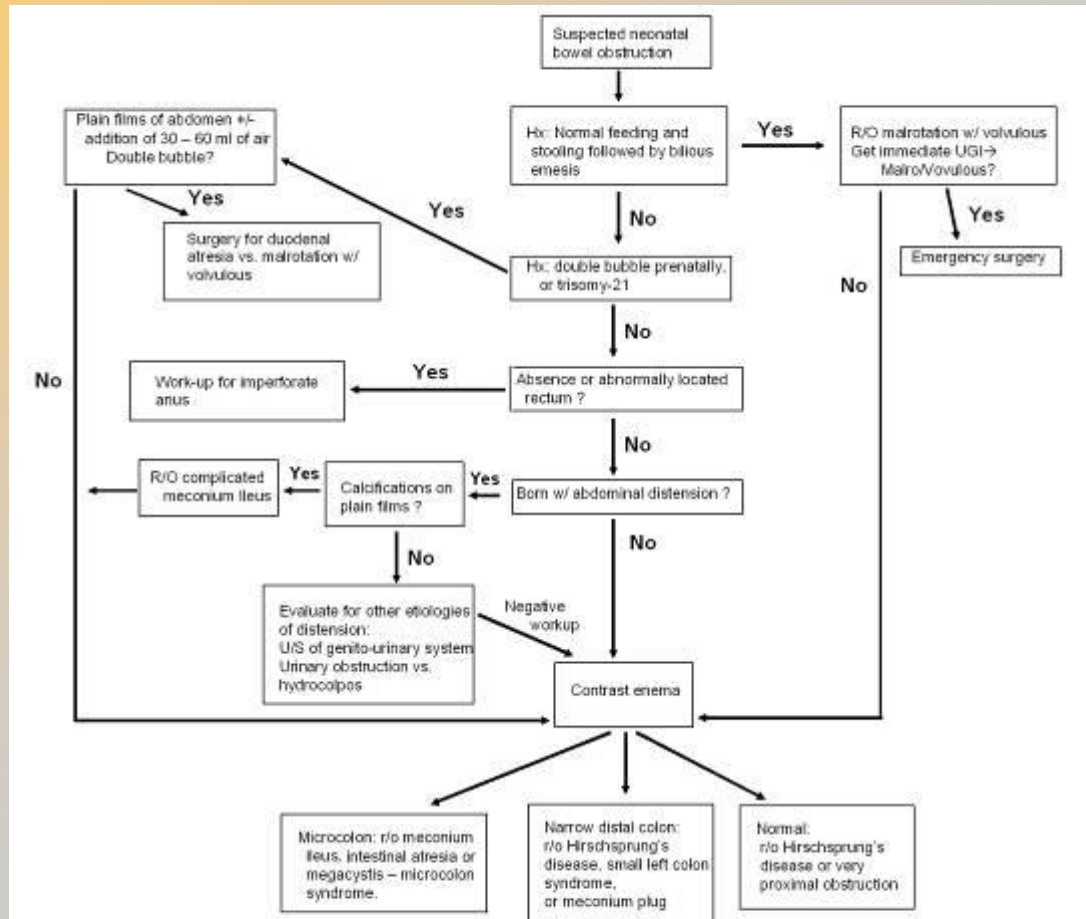 Suspected neonatal
bowel obstruction
Plain films of abdomen +/-
addition of 30 – 60 ml of air
Double bubble?
Hx: Normal feeding and
stooling followed by bilious
emesis
Yes
R/O malrotation w/ volvulous
Get immediate UGI→
Malro/Vovulous?
Yes
Surgery for duodenal
atresia vs. malrotation w/
volvulous
Yes
No
Yes
Emergency surgery
Hx: double bubble prenatally,
or trisomy-21
No
No
No
Work-up for imperforate
anus
Yes
Absence or abnormally located
rectum ?
No
R/O complicated
meconium Ileus
Yes
Calcifications on
plain films ?
Yes
Born w/ abdominal distension ?
No
No
Evaluate for other etiologies
of distension:
U/S of genito-urinary system
Urinary obstruction vs.
hydrocolpos
Negative
workup
Contrast enema
Microcolon: r/o meconium
Ileus, intestinal atresia or
megacystis – microcolon
syndrome.
Narrow distal colon:
r/o Hirschsprung's
disease, small left colon
syndrome,
or meconium plug
Normal:
r/o Hirschsprung's
disease or very
proximal obstruction